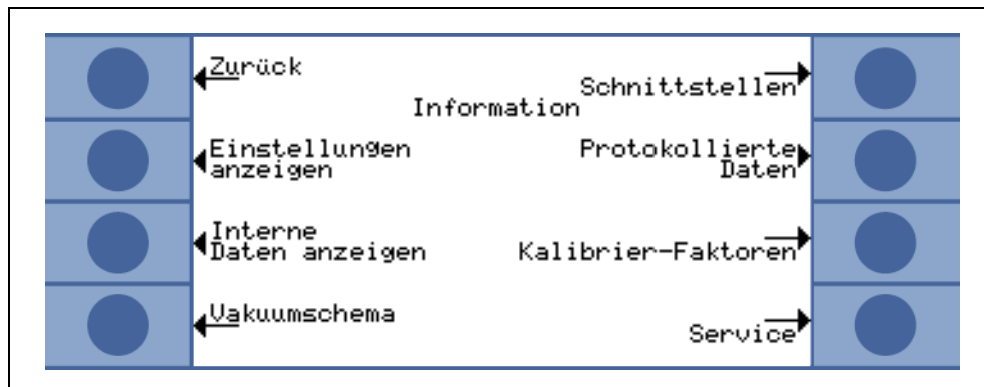 Zurück
Schnittstellen
Information
Einstellungen
anzeigen
Protokollierte
Daten
Interne
Daten anzeigen
Kalibrier-Faktoren
Vakuumschema
Service